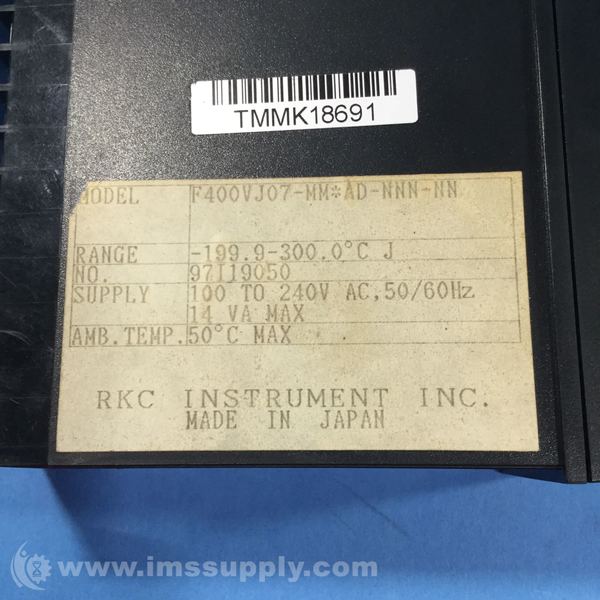 TMMK18691
MODEL F400VJ07-MM*AD-NNN-NN
RANGE -199.9-300.0°C J
NO. 97I19050
SUPPLY 100 TO 240V AC,50/60Hz
14 VA MAX
AMB.TEMP. 50°C MAX
RKC INSTRUMENT INC.
MADE IN JAPAN
www.imssupply.com